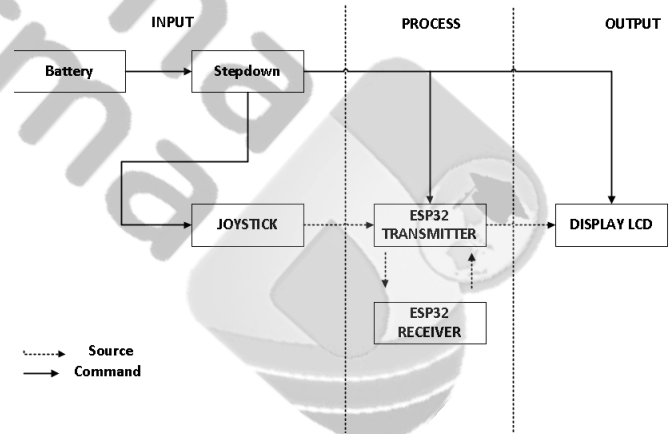 INPUT
PROCESS
OUTPUT
Battery
Stepdown
JOYSTICK
ESP32
TRANSMITTER
DISPLAY LCD
ESP32
RECEIVER
Source
Command